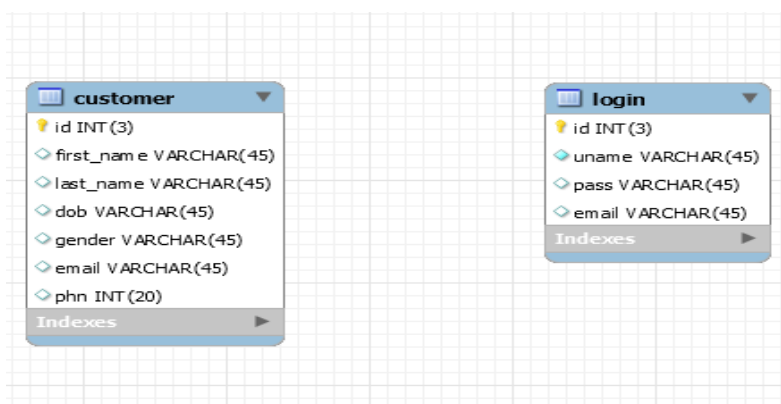 customer
id INT(3)
first_name VARCHAR(45)
last_name VARCHAR(45)
dob VARCHAR(45)
gender VARCHAR(45)
email VARCHAR(45)
phn INT(20)
Indexes
login
id INT(3)
uname VARCHAR(45)
pass VARCHAR(45)
email VARCHAR(45)
Indexes